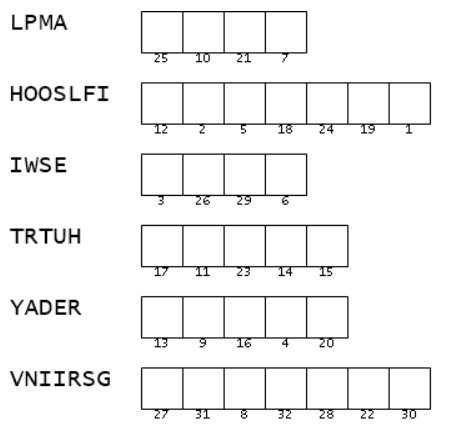 LPMA
25 10 21 7
HOOSLFI
12 2 5 18 24 19 1
IWSE
3 26 29 6
TRTUH
17 11 23 14 15
YADER
13 9 16 4 20
VNIIRSG
27 31 8 32 28 22 30